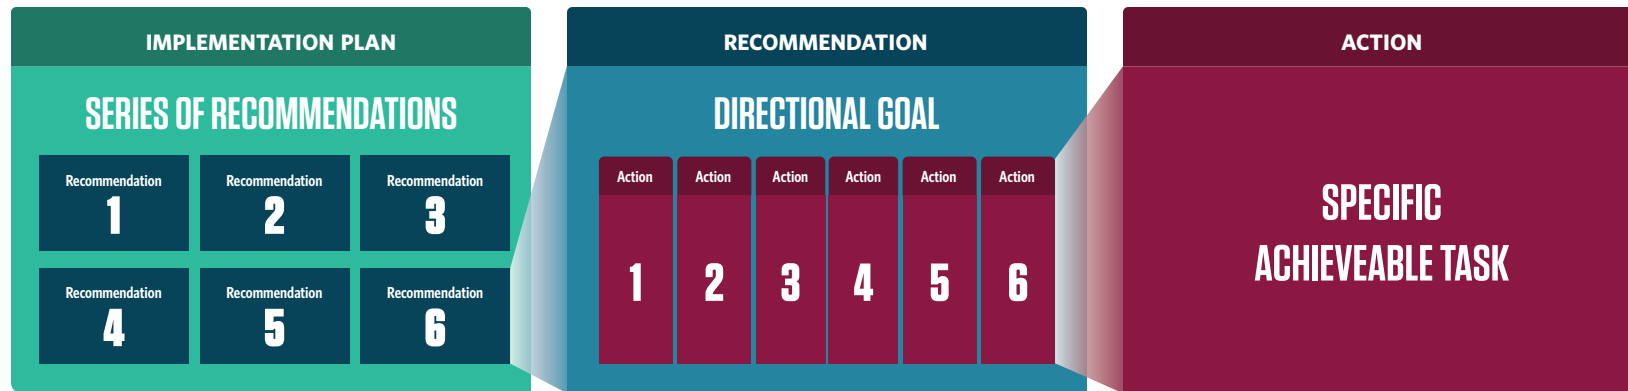 IMPLEMENTATION PLAN
SERIES OF RECOMMENDATIONS
Recommendation
1
Recommendation
2
Recommendation
3
Recommendation
4
Recommendation
5
Recommendation
6
RECOMMENDATION
DIRECTIONAL GOAL
Action
1
Action
2
Action
3
Action
4
Action
5
Action
6
ACTION
SPECIFIC
ACHIEVEABLE TASK